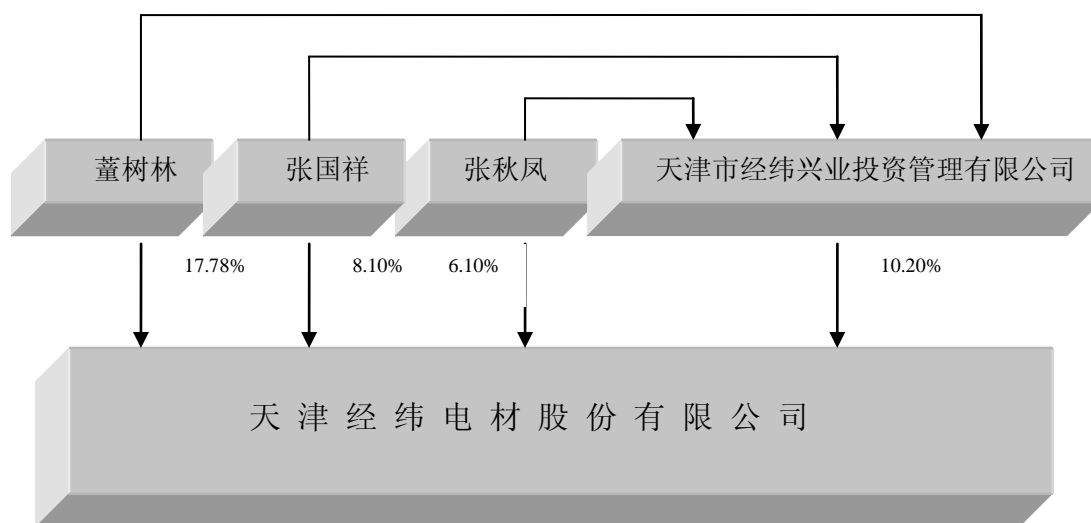 董树林
张国祥
张秋凤
天津市经纬兴业投资管理有限公司
17.78%
8.10%
6.10%
10.20%
天津经纬电材股份有限公司